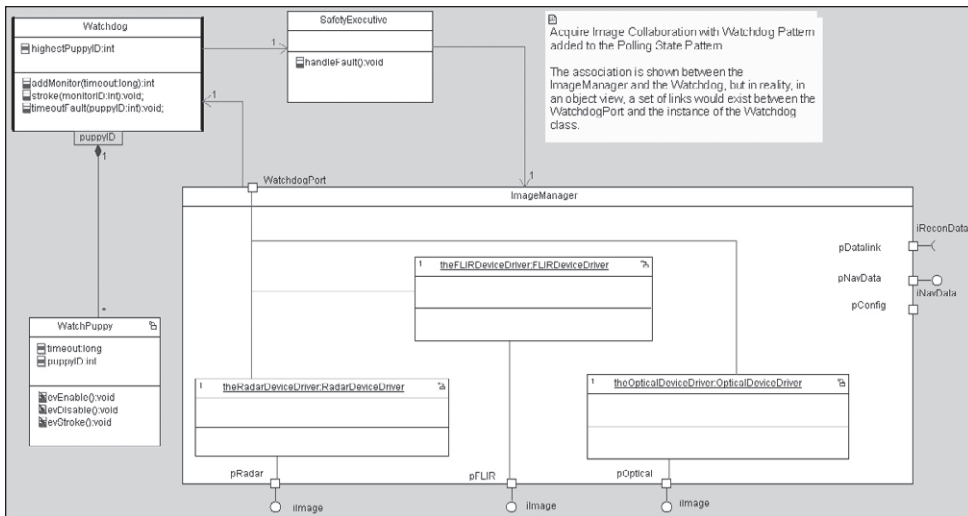 Watchdog
highestPuppyID:int
addMonitor(timeout:long):int
stroke(monitorID:int):void;
timeoutFault(puppyID:int):void;
puppyID
1
1
1
SafetyExecutive
handleFault():void
1
Acquire Image Collaboration with Watchdog Pattern
added to the Polling State Pattern
The association is shown between the
ImageManager and the Watchdog, but in reality, in
an object view, a set of links would exist between the
WatchdogPort and the instance of the Watchdog
class.
*
WatchPuppy
timeout:long
puppyID:int
evEnable():void
evDisable():void
evStroke():void
WatchdogPort
ImageManager
1 theFLIRDeviceDriver:FLIRDeviceDriver
1 theRadarDeviceDriver:RadarDeviceDriver
1 theOpticalDeviceDriver:OpticalDeviceDriver
pDatalink
iReconData
pNavData
iNavData
pConfig
pRadar
iImage
pFLIR
iImage
pOptical
iImage